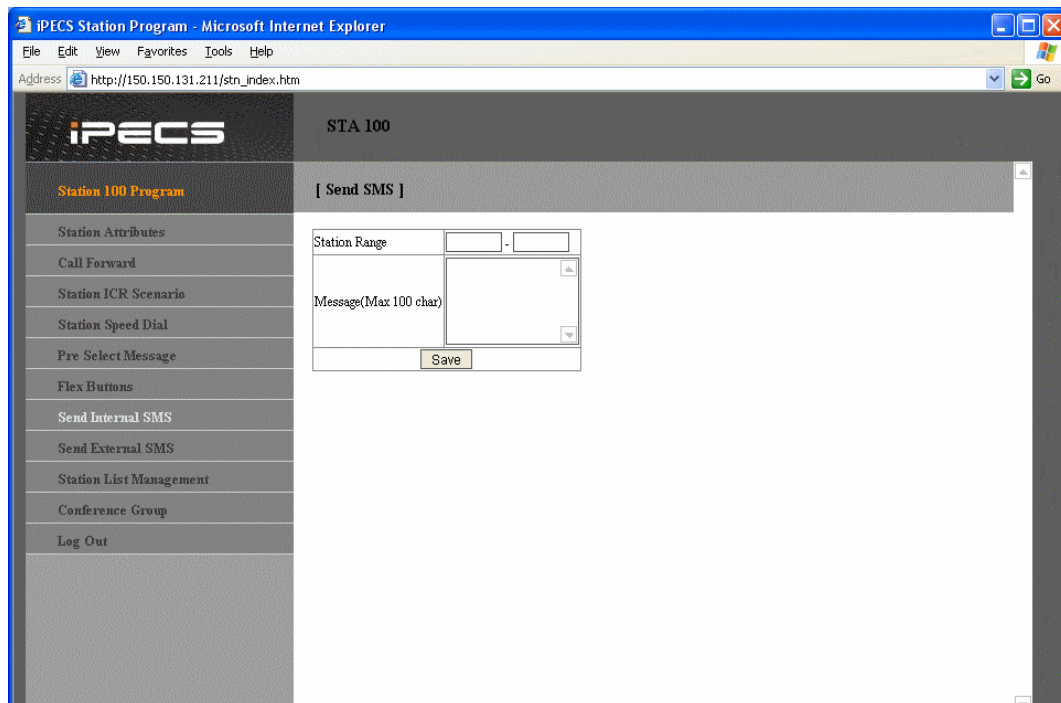 iPECS Station Program - Microsoft Internet Explorer
File Edit View Favorites Tools Help
Address http://150.150.131.211/stn_index.htm Go
iPECS
STA 100
Station 100 Program
[ Send SMS ]
Station Attributes
Call Forward
Station ICR Scenario
Station Speed Dial
Pre Select Message
Flex Buttons
Send Internal SMS
Send External SMS
Station List Management
Conference Group
Log Out
Station Range -
Message(Max 100 char)
Save